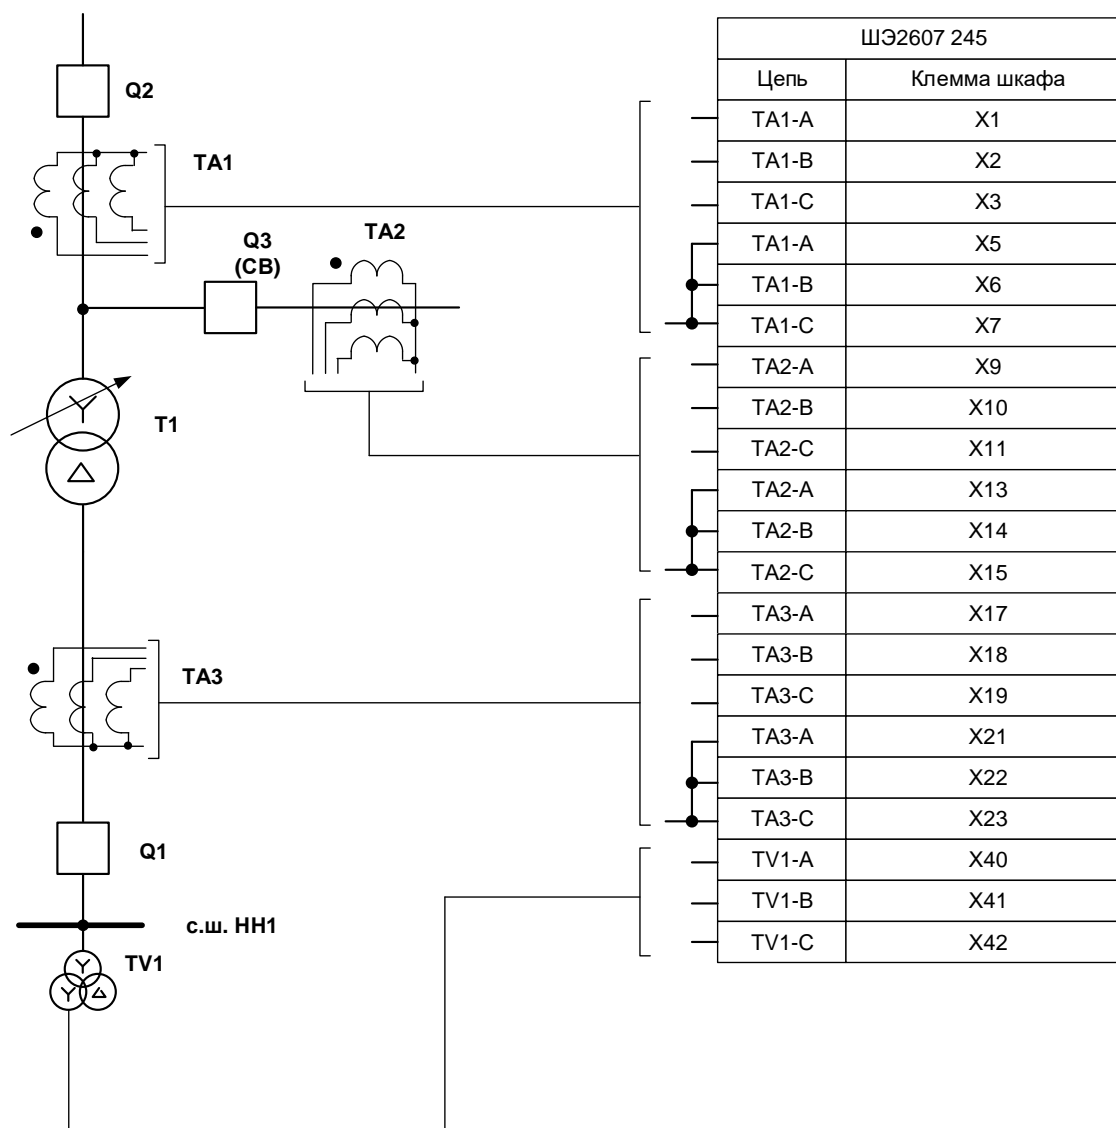 Q2
TA1
Q3
(СВ)
TA2
T1
TA3
Q1
с.ш. НН1
TV1
ШЭ2607 245
Цепь Клемма шкафа
TA1-A X1
TA1-B X2
TA1-C X3
TA1-A X5
TA1-B X6
TA1-C X7
TA2-A X9
TA2-B X10
TA2-C X11
TA2-A X13
TA2-B X14
TA2-C X15
TA3-A X17
TA3-B X18
TA3-C X19
TA3-A X21
TA3-B X22
TA3-C X23
TV1-A X40
TV1-B X41
TV1-C X42